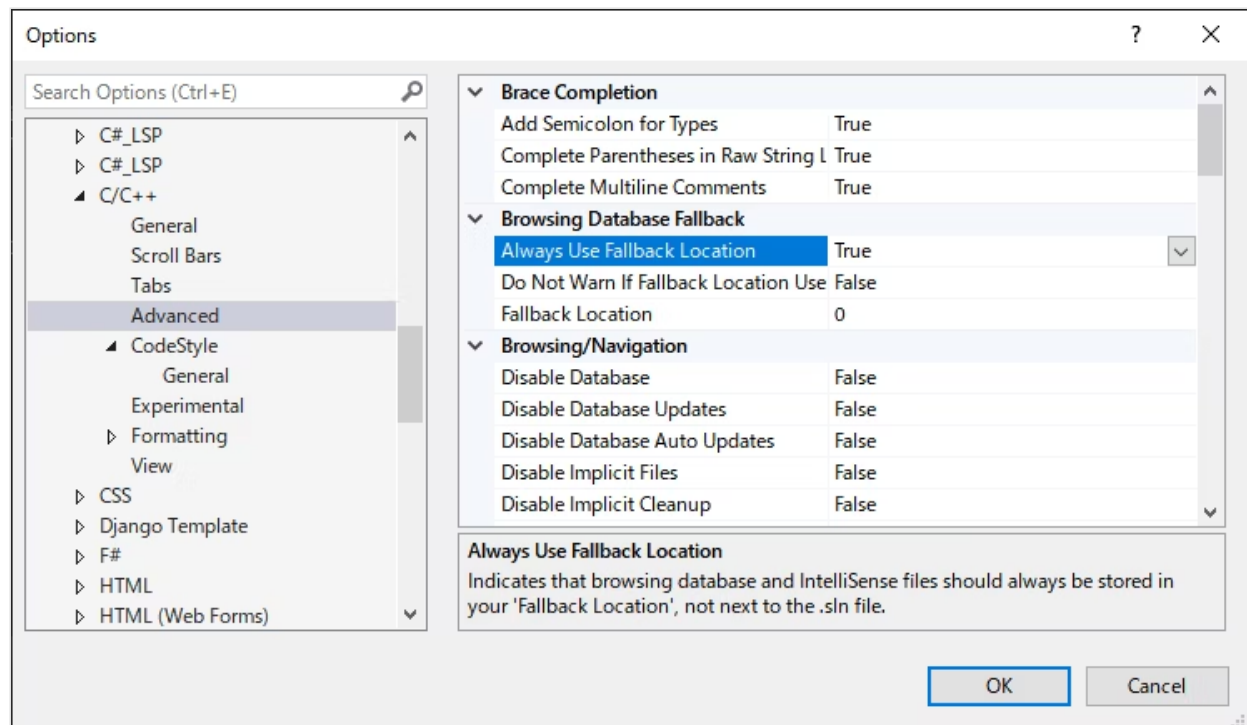 Options
?
Search Options (Ctrl+E)
C#_LSP
C#_LSP
C/C++
General
Scroll Bars
Tabs
Advanced
CodeStyle
General
Experimental
Formatting
View
CSS
Django Template
F#
HTML
HTML (Web Forms)
Brace Completion
Add Semicolon for Types True
Complete Parentheses in Raw String L True
Complete Multiline Comments True
Browsing Database Fallback
Always Use Fallback Location True
Do Not Warn If Fallback Location Use False
Fallback Location 0
Browsing/Navigation
Disable Database False
Disable Database Updates False
Disable Database Auto Updates False
Disable Implicit Files False
Disable Implicit Cleanup False
Always Use Fallback Location
Indicates that browsing database and IntelliSense files should always be stored in
your 'Fallback Location', not next to the .sln file.
OK Cancel